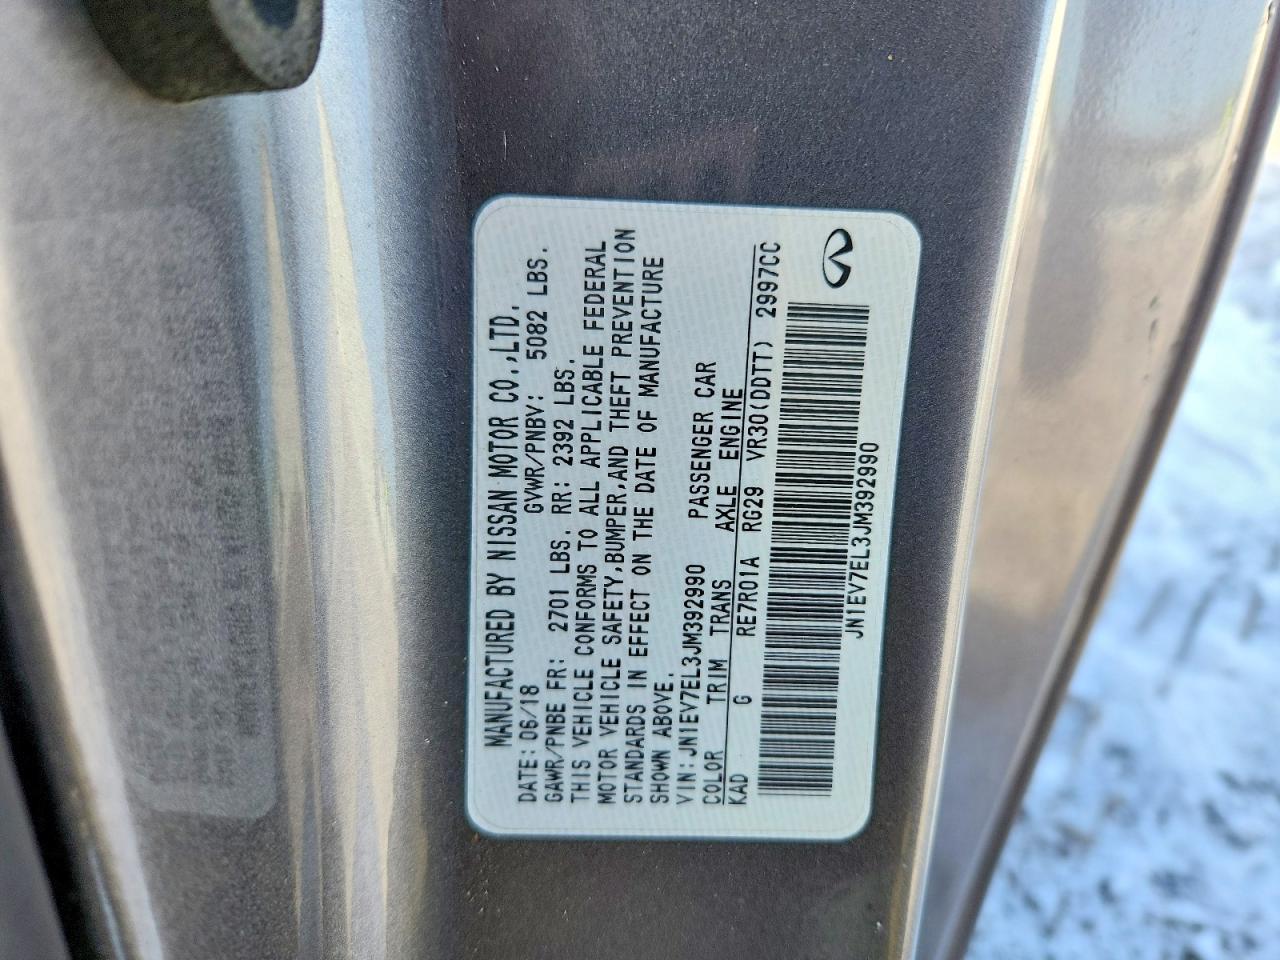 MANUFACTURED BY NISSAN MOTOR CO.,LTD.
DATE: 06/18 GVWR/PNBV: 5082 LBS.
GAWR/PNBE FR: 2701 LBS. RR: 2392 LBS.
THIS VEHICLE CONFORMS TO ALL APPLICABLE FEDERAL
MOTOR VEHICLE SAFETY,BUMPER,AND THEFT PREVENTION
STANDARDS IN EFFECT ON THE DATE OF MANUFACTURE
SHOWN ABOVE.
VIN: JN1EV7EL3JM392990 PASSENGER CAR
COLOR TRIM TRANS AXLE ENGINE
KAD G RE7R01A RG29 VR30(DDTT) 2997CC
JN1EV7EL3JM392990